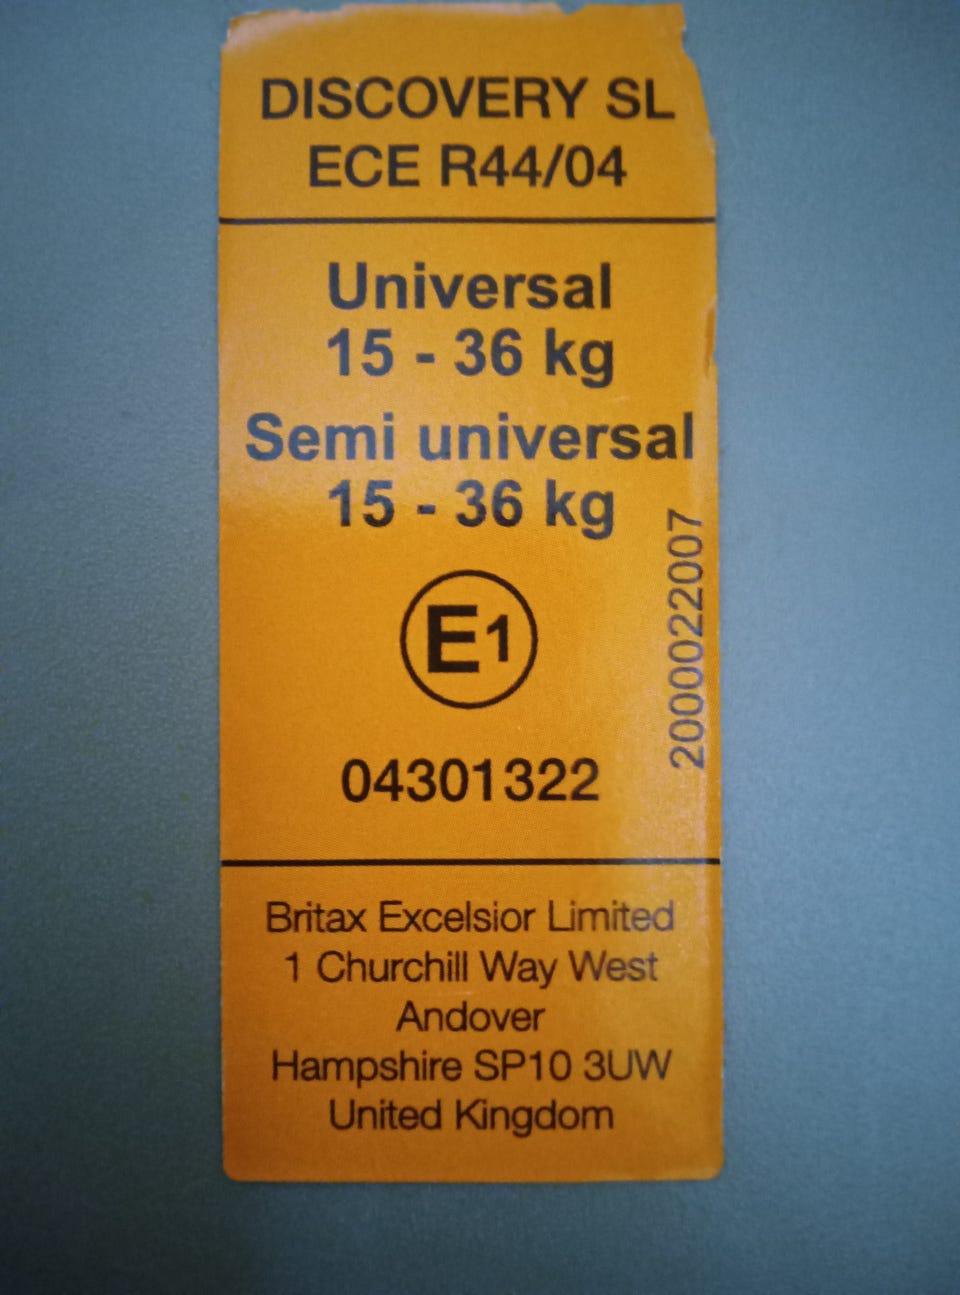 DISCOVERY SL
ECE R44/04
Universal
15 - 36 kg
Semi universal
15 - 36 kg
E1
04301322
2000022007
Britax Excelsior Limited
1 Churchill Way West
Andover
Hampshire SP10 3UW
United Kingdom